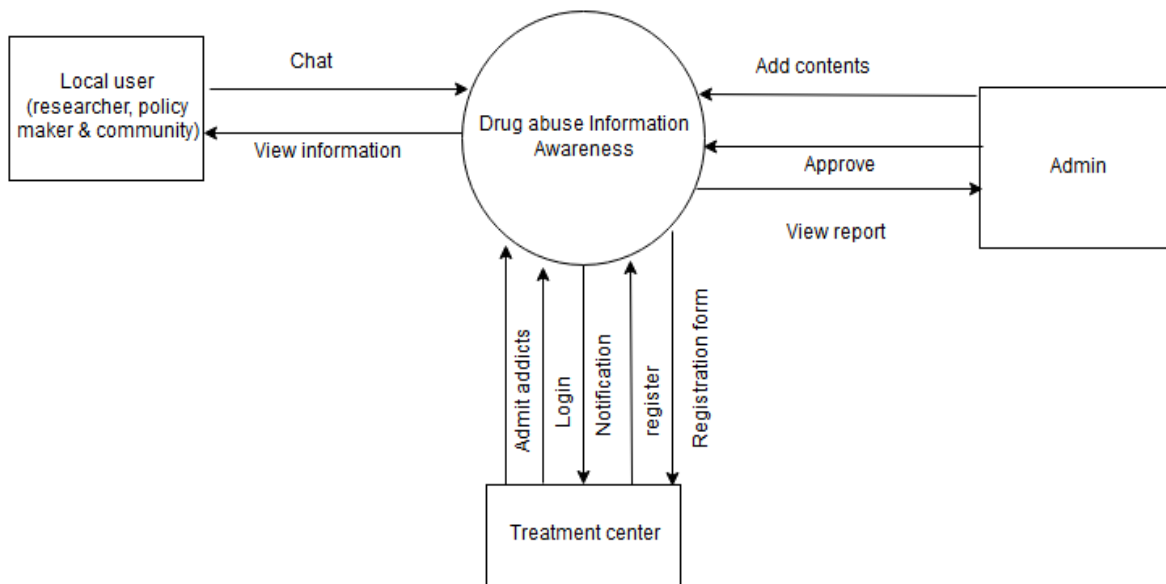 Chat
Add contents
Local user
(researcher, policy
maker & community)
Drug abuse Information
Awareness
View information
Approve
Admin
View report
Admit addicts
Login
Notification
register
Registration form
Treatment center